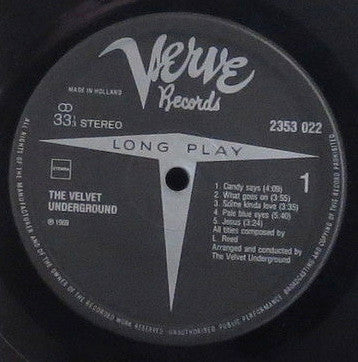 Verve
Records
MADE IN HOLLAND
33⅓ STEREO
2353 022
LONG PLAY
1
STEMRA
THE VELVET
UNDERGROUND
℗ 1969
1. Candy says (4:09)
2. What goes on (3:55)
3. Some kinda love (3:35)
4. Pale blue eyes (5:40)
5. Jesus (3:24)
All titles composed by
L. Reed
Arranged and conducted by
The Velvet Underground
ALL RIGHTS OF THE MANUFACTURER AND OF THE OWNER OF THE RECORDED WORK RESERVED. UNAUTHORISED PUBLIC PERFORMANCE, BROADCASTING AND COPYING OF THIS RECORD PROHIBITED